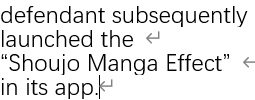 defendant subsequently
launched the
“Shoujo Manga Effect”
in its app.